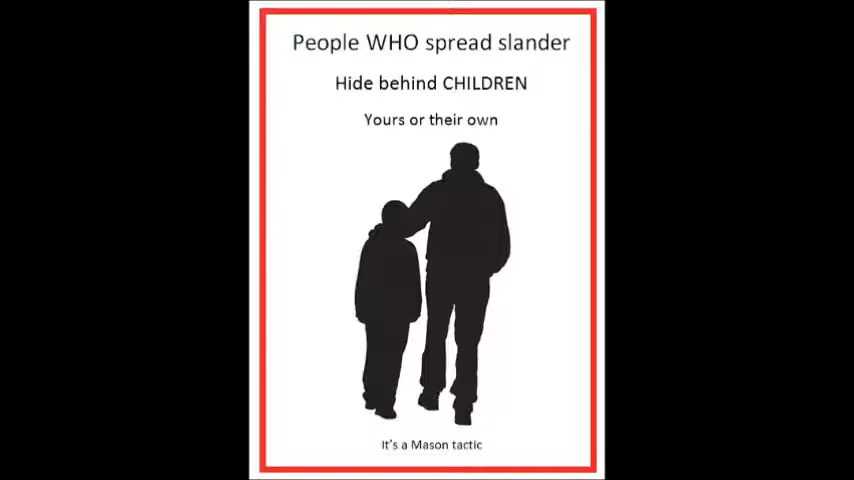 People WHO spread slander
Hide behind CHILDREN
Yours or their own
It's a Mason tactic